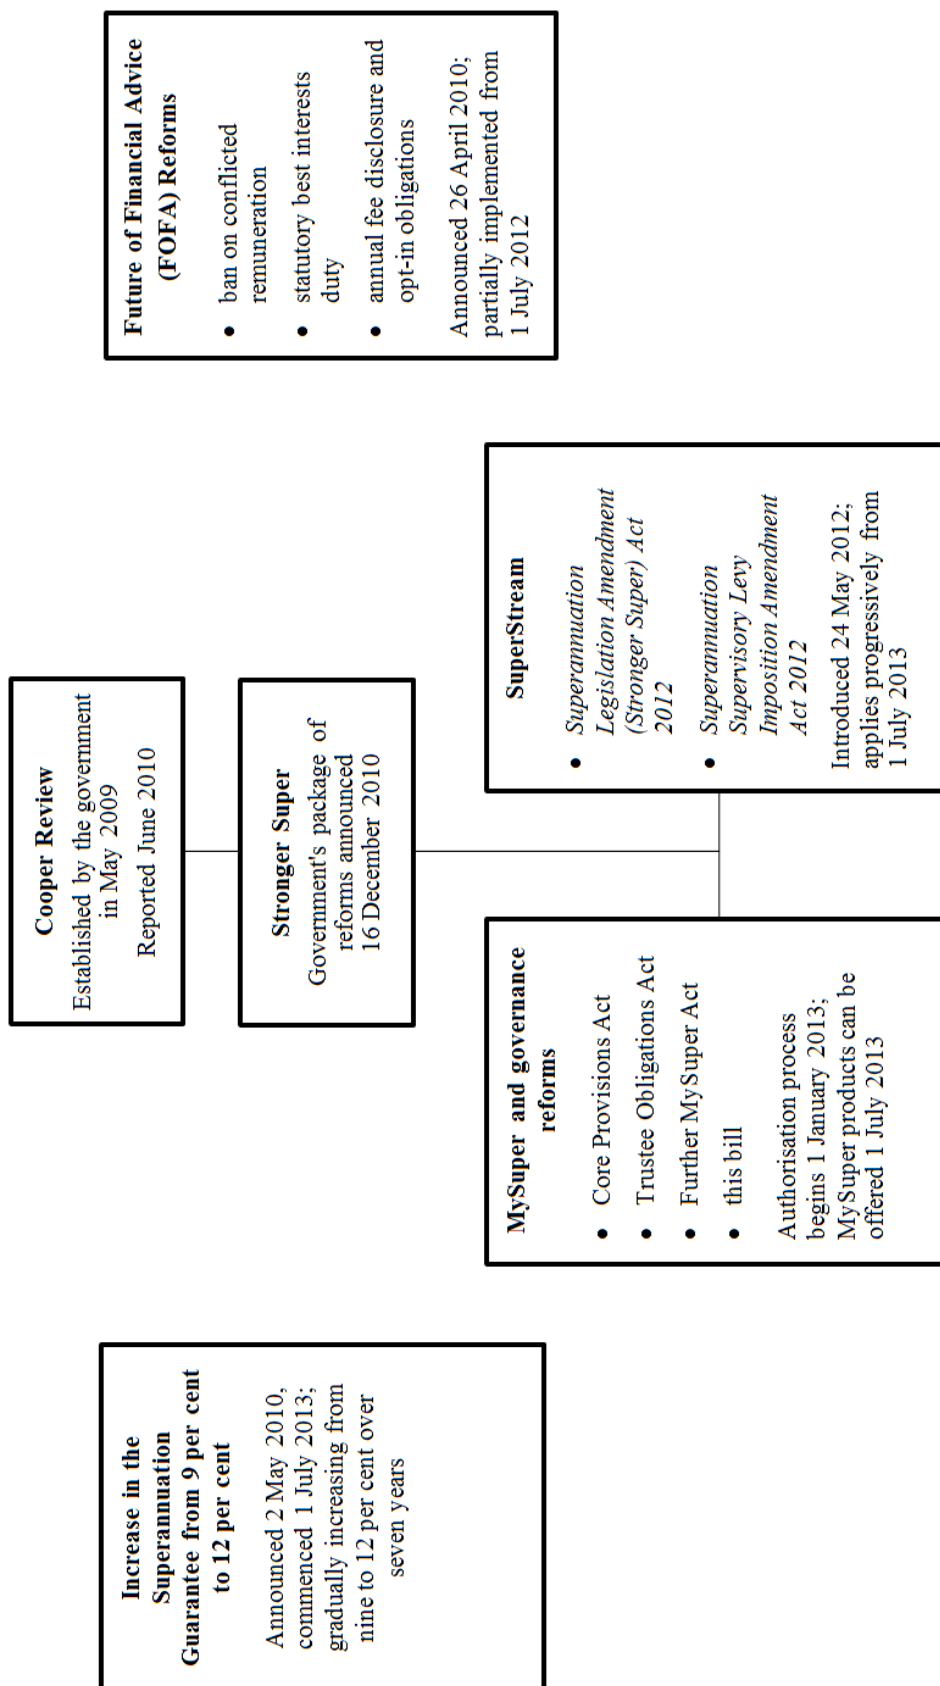 Cooper Review
Established by the government
in May 2009
Reported June 2010
Stronger Super
Government's package of
reforms announced
16 December 2010
Increase in the
Superannuation
Guarantee from 9 per cent
to 12 per cent
Announced 2 May 2010,
commenced 1 July 2013;
gradually increasing from
nine to 12 per cent over
seven years
MySuper and governance
reforms
• Core Provisions Act
• Trustee Obligations Act
• Further MySuper Act
• this bill
Authorisation process
begins 1 January 2013;
MySuper products can be
offered 1 July 2013
SuperStream
• Superannuation
Legislation Amendment
(Stronger Super) Act
2012
• Superannuation
Supervisory Levy
Imposition Amendment
Act 2012
Introduced 24 May 2012;
applies progressively from
1 July 2013
Future of Financial Advice
(FOFA) Reforms
• ban on conflicted
remuneration
• statutory best interests
duty
• annual fee disclosure and
opt-in obligations
Announced 26 April 2010;
partially implemented from
1 July 2012